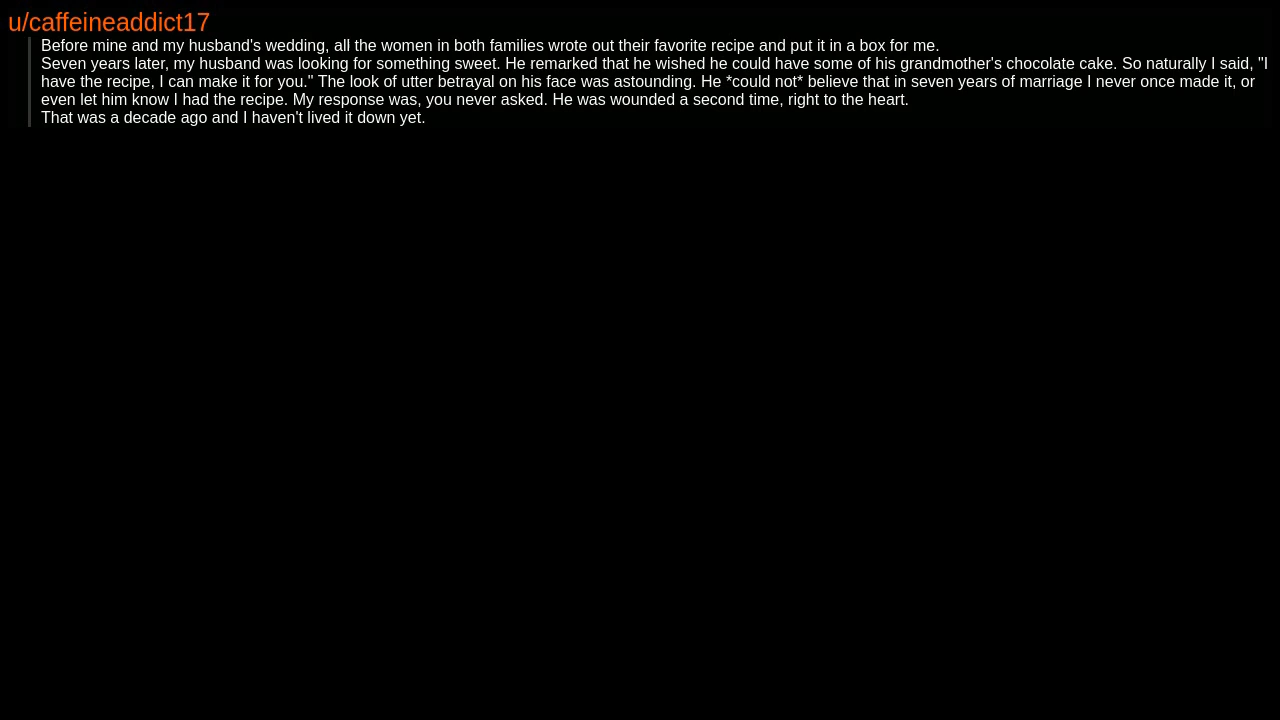 u/caffeineaddict17
Before mine and my husband's wedding, all the women in both families wrote out their favorite recipe and put it in a box for me.
Seven years later, my husband was looking for something sweet. He remarked that he wished he could have some of his grandmother's chocolate cake. So naturally I said, "I
have the recipe, I can make it for you." The look of utter betrayal on his face was astounding. He *could not* believe that in seven years of marriage I never once made it, or
even let him know I had the recipe. My response was, you never asked. He was wounded a second time, right to the heart.
That was a decade ago and I haven't lived it down yet.